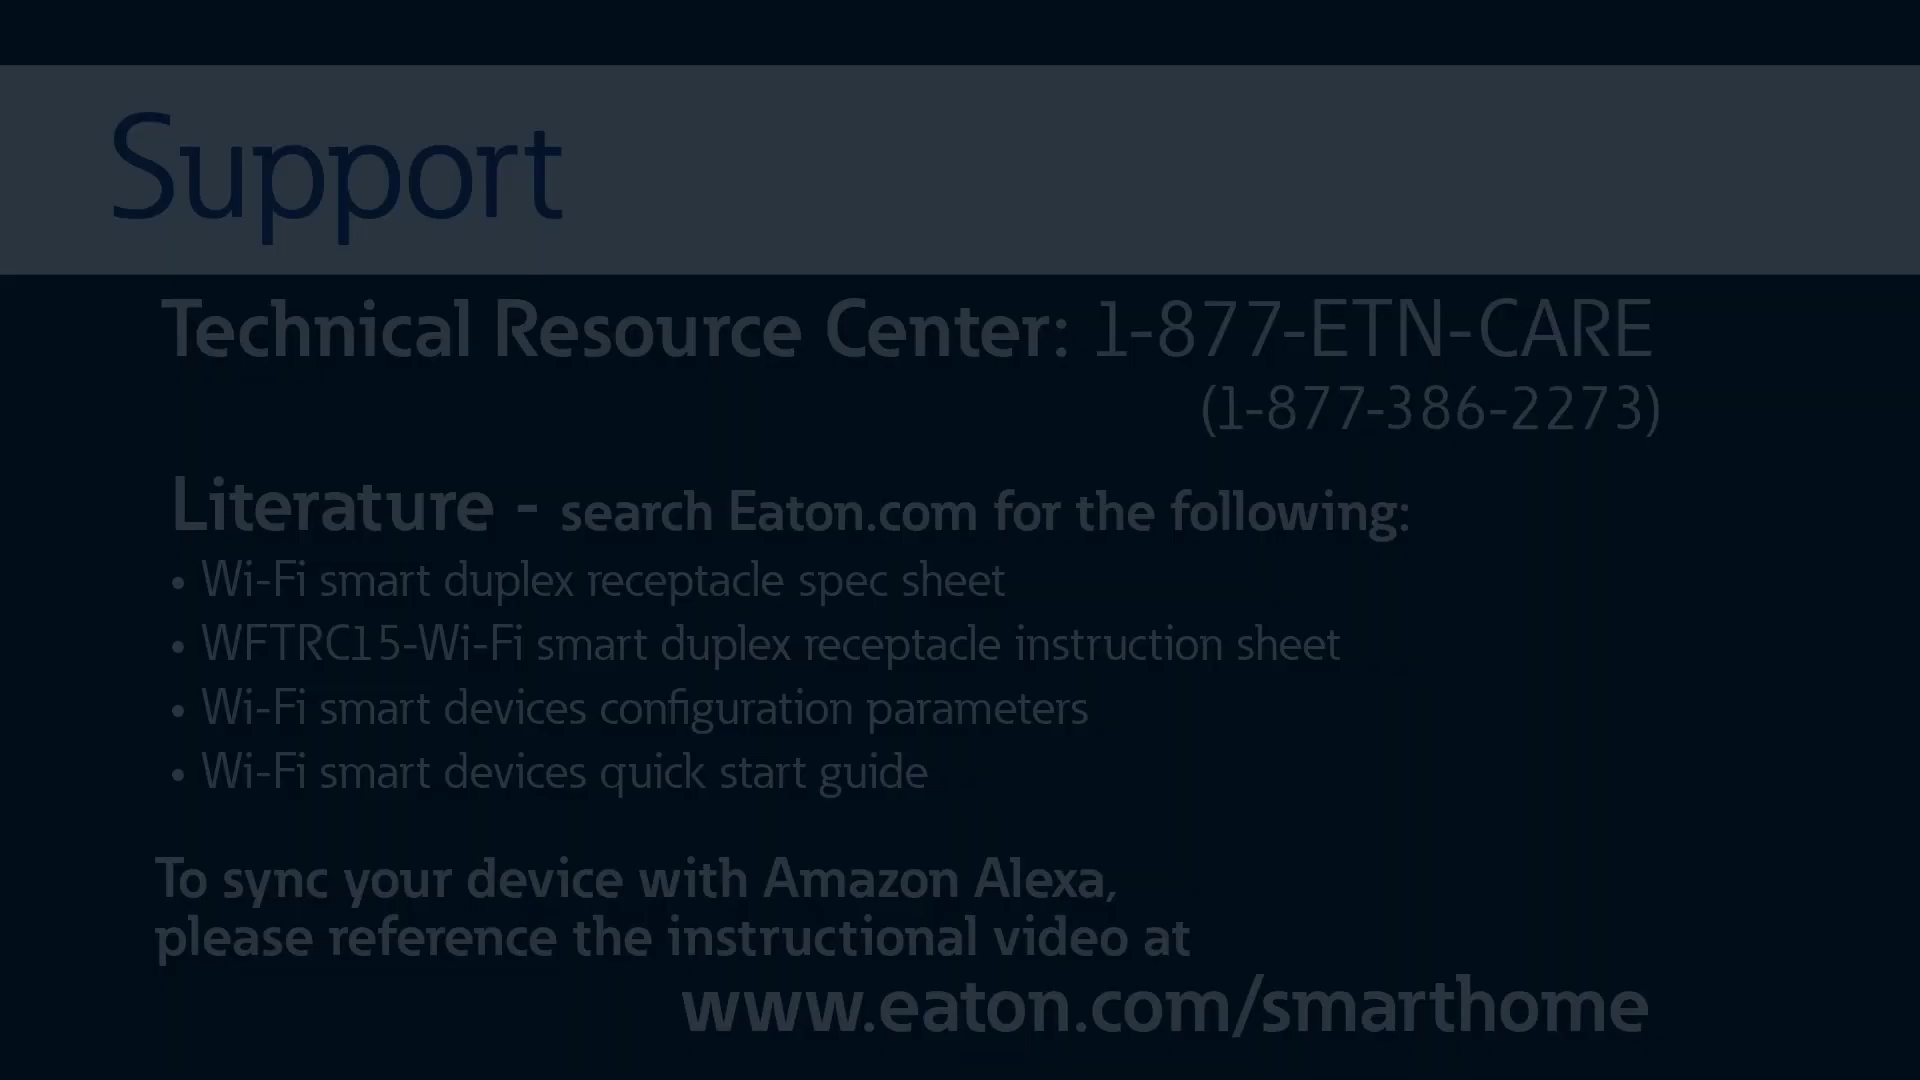 Support
Technical Resource Center: 1-877-ETN-CARE
(1-877-386-2273)
Literature - search Eaton.com for the following:
• Wi-Fi smart duplex receptacle spec sheet
• WFTRC15-Wi-Fi smart duplex receptacle instruction sheet
• Wi-Fi smart devices configuration parameters
• Wi-Fi smart devices quick start guide
To sync your device with Amazon Alexa,
please reference the instructional video at
www.eaton.com/smarthome